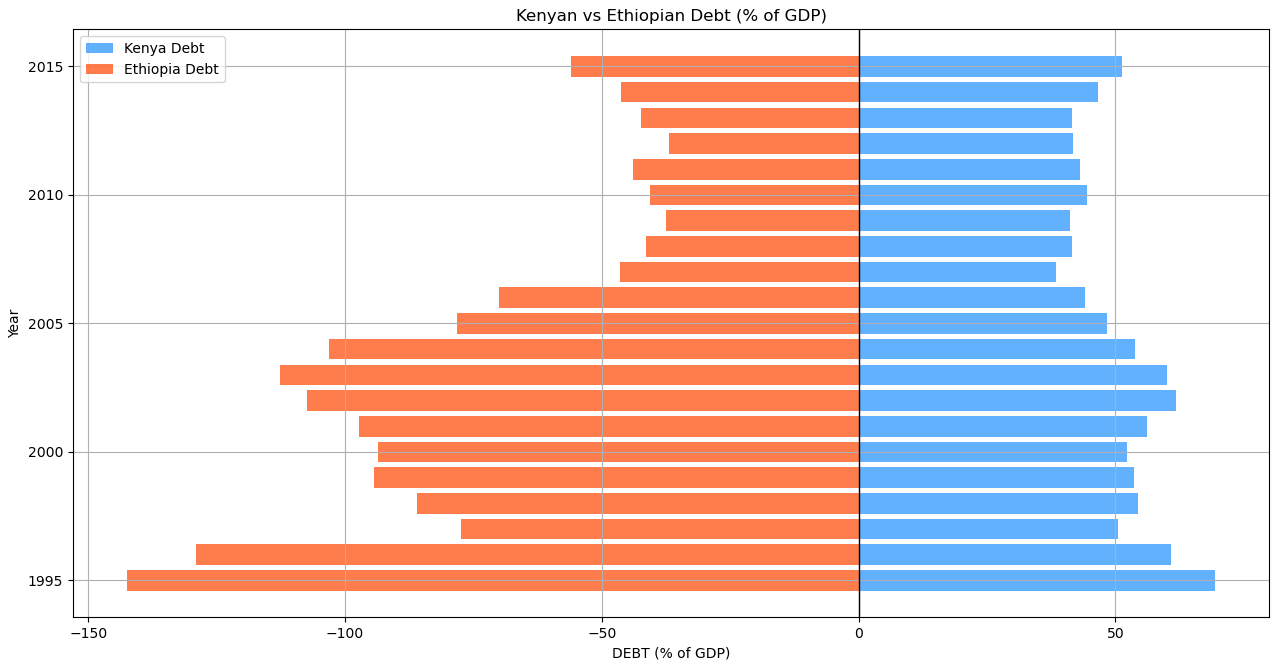 Kenyan vs Ethiopian Debt (% of GDP)
Kenya Debt
Ethiopia Debt
2015
2010
2005
2000
1995
Year
−150
−100
−50
0
50
DEBT (% of GDP)